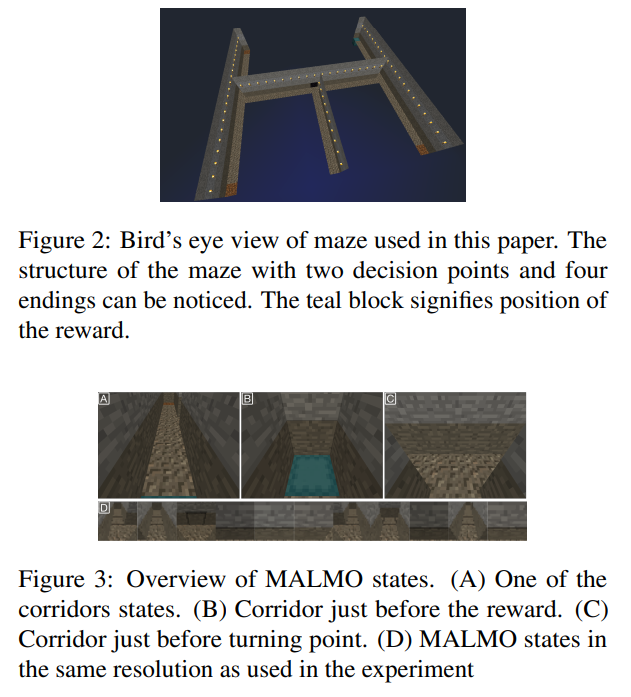 Figure 2: Bird's eye view of maze used in this paper. The
structure of the maze with two decision points and four
endings can be noticed. The teal block signifies position of
the reward.
A
B
C
D
Figure 3: Overview of MALMO states. (A) One of the
corridors states. (B) Corridor just before the reward. (C)
Corridor just before turning point. (D) MALMO states in
the same resolution as used in the experiment